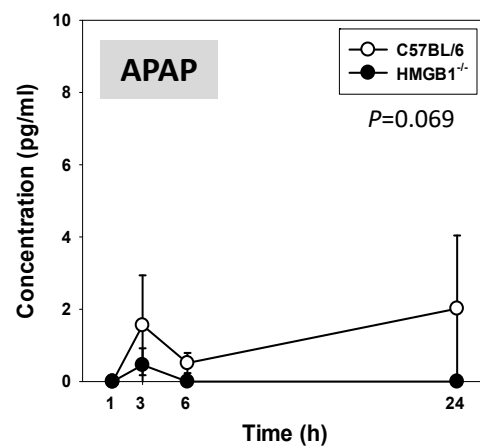 10
8
6
4
2
0
Concentration (pg/ml)
APAP
C57BL/6
HMGB1-/-
P=0.069
1 3 6 24
Time (h)